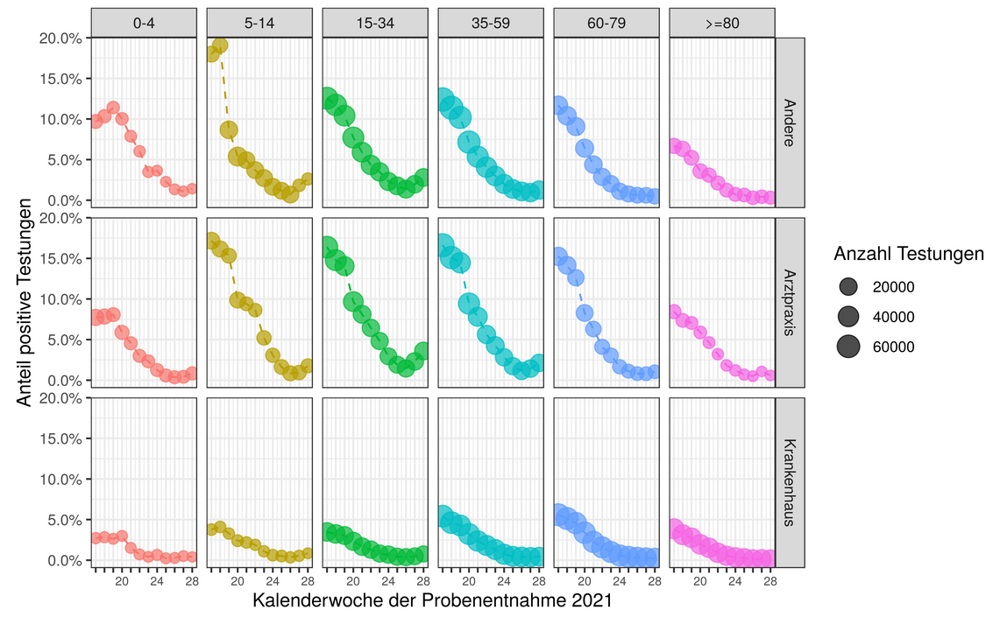 0-4 5-14 15-34 35-59 60-79 >=80
20.0%
15.0%
10.0%
5.0%
0.0%
Andere
20.0%
15.0%
10.0%
5.0%
0.0%
Arztpraxis
20.0%
15.0%
10.0%
5.0%
0.0%
Krankenhaus
20 24 28 20 24 28 20 24 28 20 24 28 20 24 28 20 24 28
Kalenderwoche der Probenentnahme 2021
Anteil positive Testungen
Anzahl Testungen
20000
40000
60000